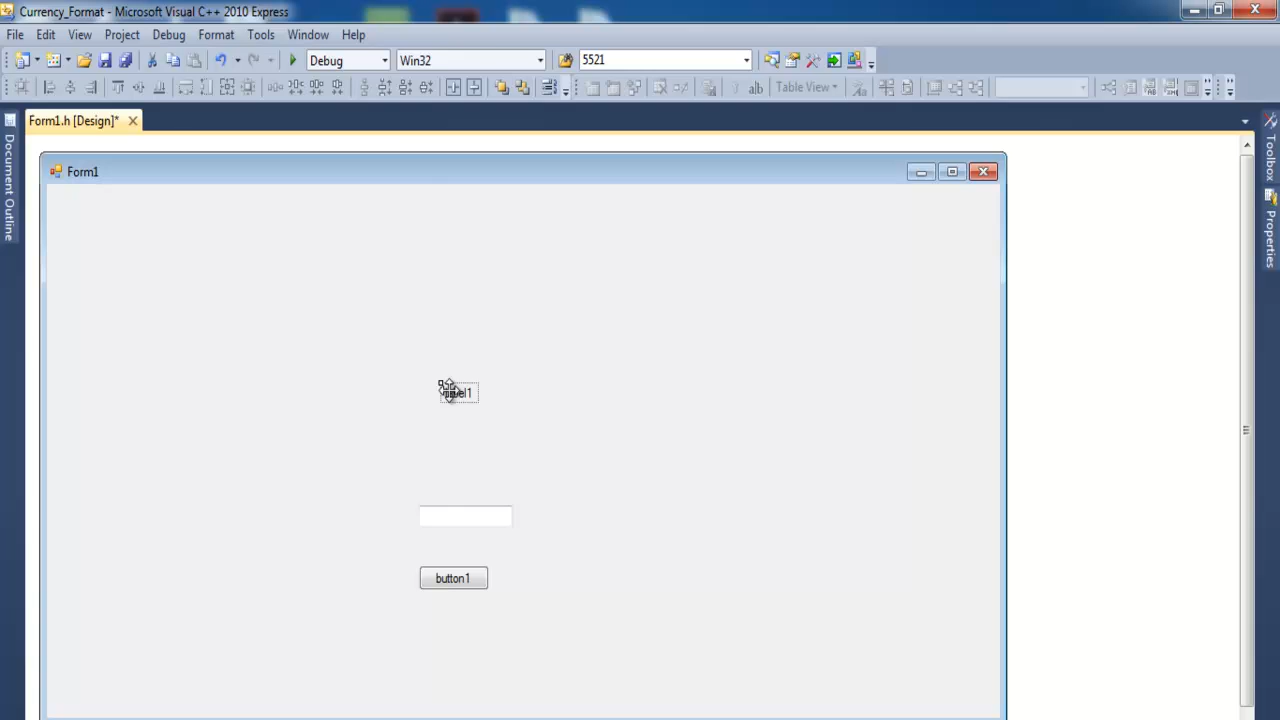 Currency_Format - Microsoft Visual C++ 2010 Express
File Edit View Project Debug Format Tools Window Help
Debug Win32 5521
ab Table View
Form1.h [Design]*
Document Outline
Toolbox
Properties
Form1
button1